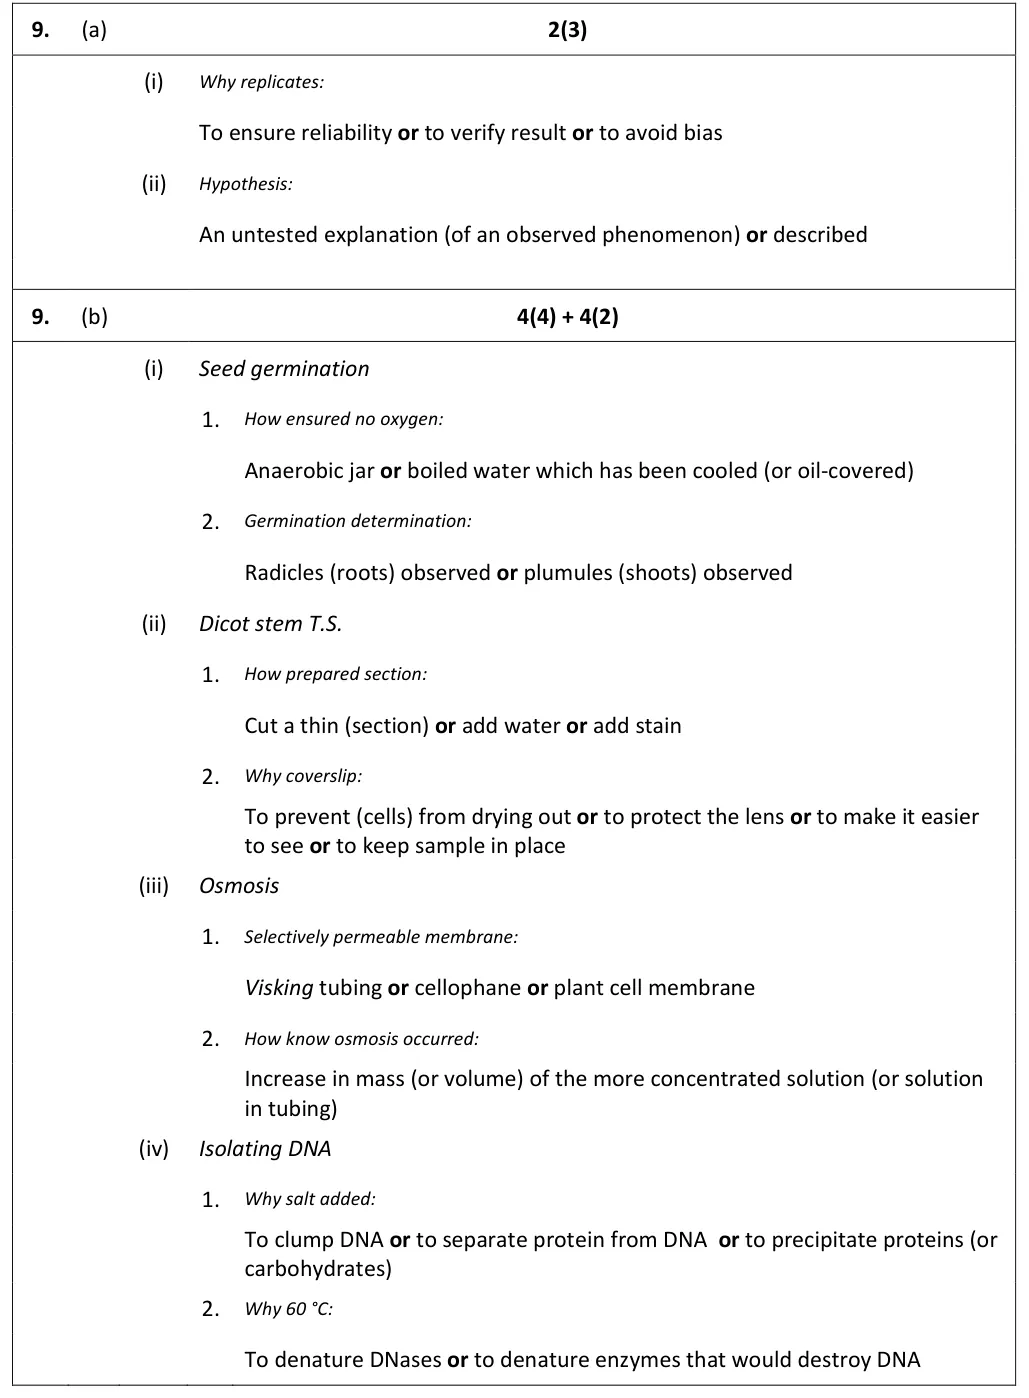 9. (a) 2(3)
(i) Why replicates:
To ensure reliability or to verify result or to avoid bias
(ii) Hypothesis:
An untested explanation (of an observed phenomenon) or described
9. (b) 4(4) + 4(2)
(i) Seed germination
1. How ensured no oxygen:
Anaerobic jar or boiled water which has been cooled (or oil-covered)
2. Germination determination:
Radicles (roots) observed or plumules (shoots) observed
(ii) Dicot stem T.S.
1. How prepared section:
Cut a thin (section) or add water or add stain
2. Why coverslip:
To prevent (cells) from drying out or to protect the lens or to make it easier
to see or to keep sample in place
(iii) Osmosis
1. Selectively permeable membrane:
Visking tubing or cellophane or plant cell membrane
2. How know osmosis occurred:
Increase in mass (or volume) of the more concentrated solution (or solution
in tubing)
(iv) Isolating DNA
1. Why salt added:
To clump DNA or to separate protein from DNA or to precipitate proteins (or
carbohydrates)
2. Why 60 °C:
To denature DNases or to denature enzymes that would destroy DNA